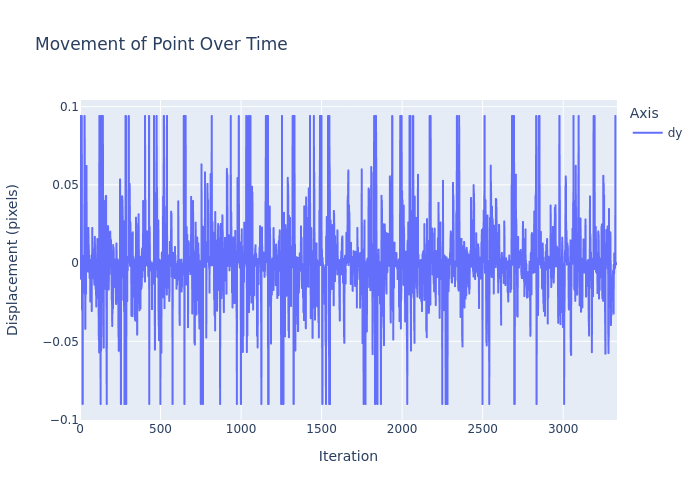 Movement of Point Over Time
Axis
dy
Displacement (pixels)
0.1
0.05
0
−0.05
−0.1
0
500
1000
1500
2000
2500
3000
Iteration